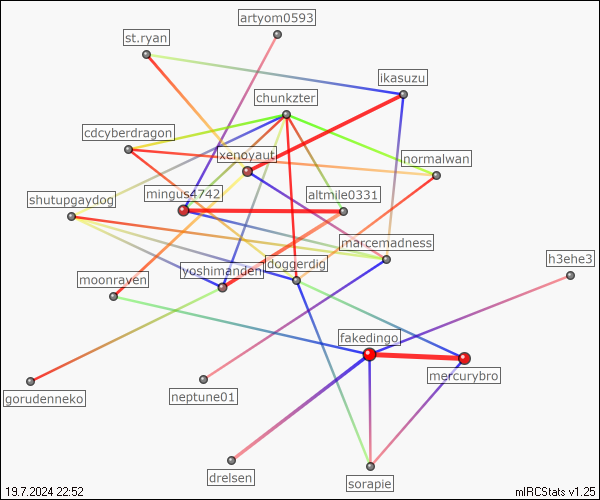 artyom0593
st.ryan
ikasuzu
chunkzter
cdcyberdragon
xenoyaut
normalwan
mingus4742
altmile0331
shutupgaydog
marcemadness
h3ehe3
doggerdig
yoshimanden
moonraven
fakedingo
mercurybro
gorudenneko
neptune01
drelsen
sorapie
19.7.2024 22:52
mIRCStats v1.25